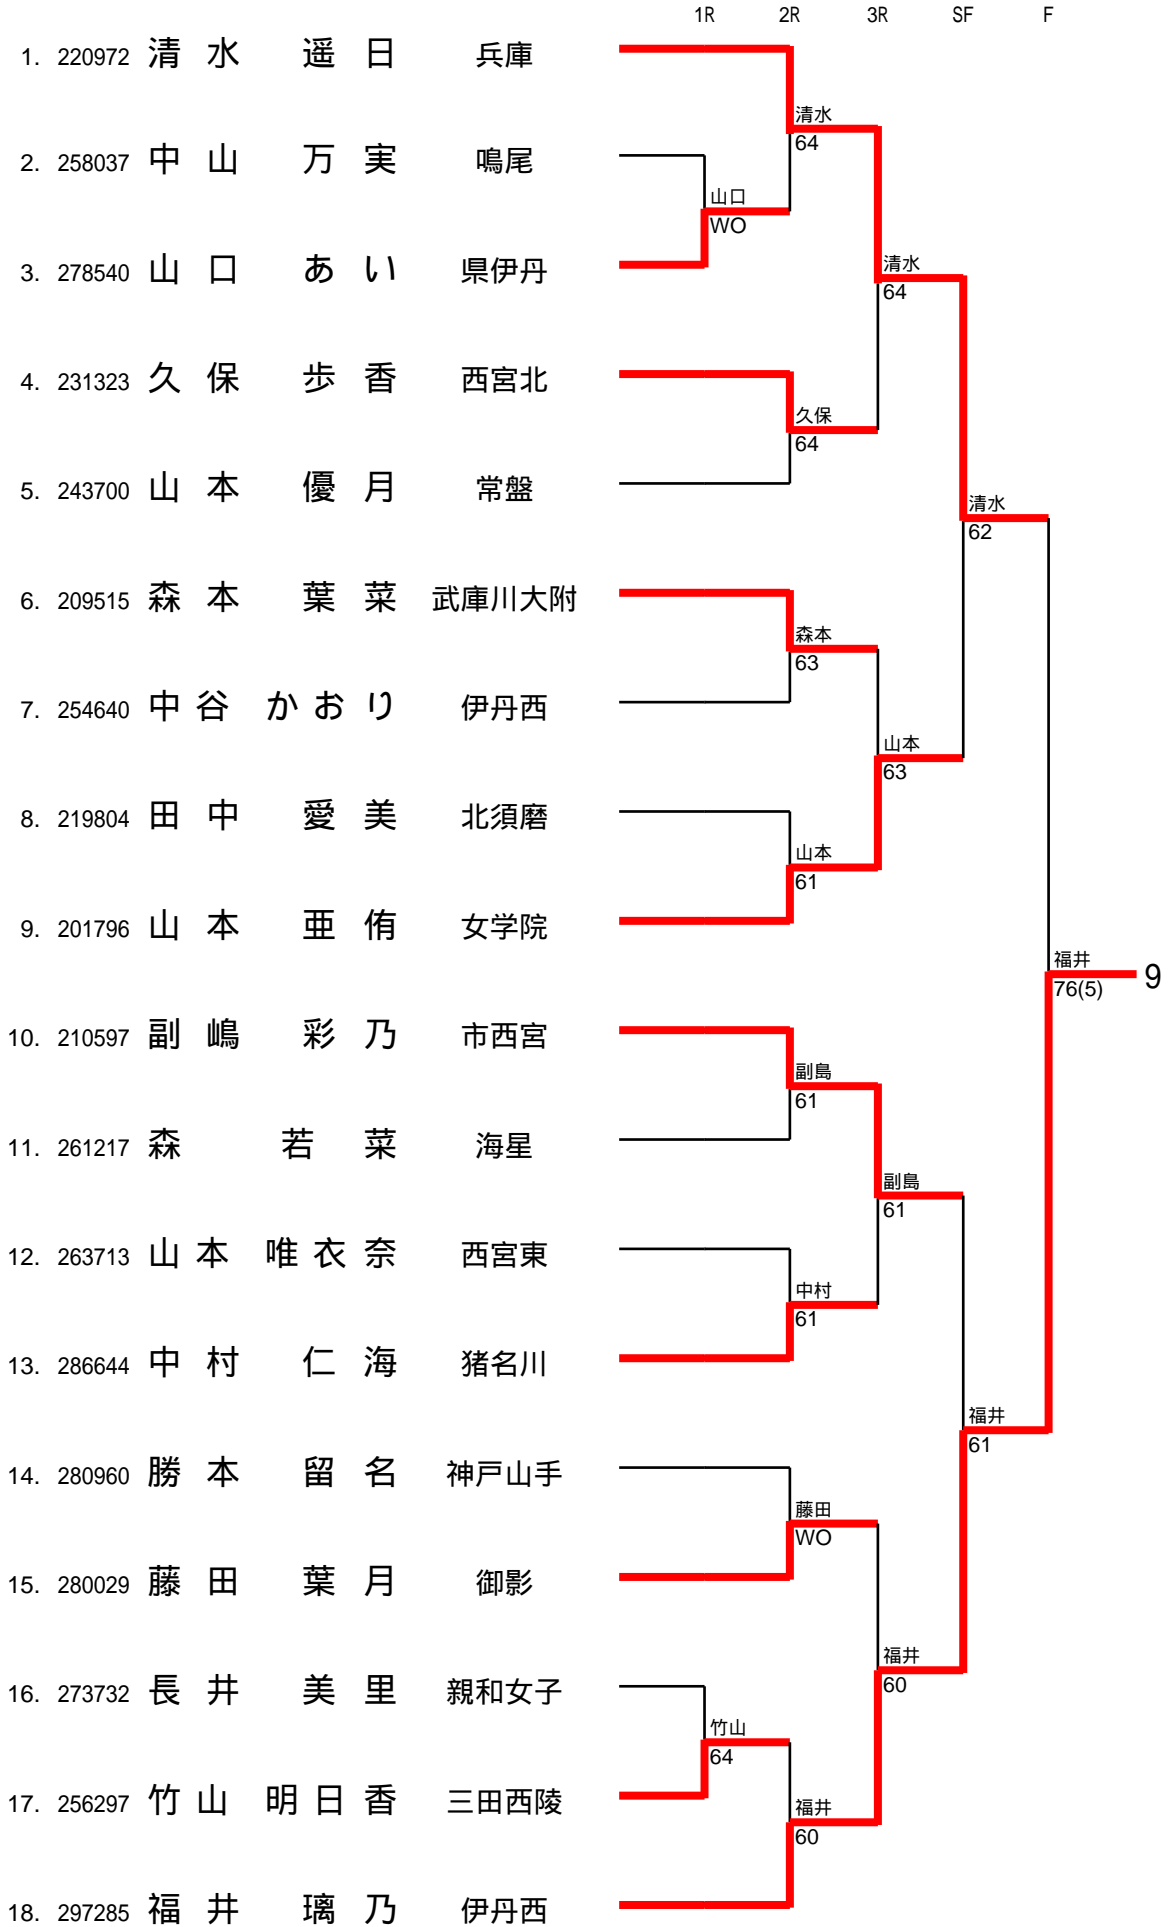 1R 2R 3R SF F
1. 220972 清水 遥日 兵庫
清水
64
2. 258037 中山 万実 鳴尾
山口
WO
3. 278540 山口 あい 県伊丹
清水
64
4. 231323 久保 歩香 西宮北
久保
64
5. 243700 山本 優月 常盤
清水
62
6. 209515 森本 葉菜 武庫川大附
森本
63
7. 254640 中谷 かおり 伊丹西
山本
63
8. 219804 田中 愛美 北須磨
山本
61
9. 201796 山本 亜侑 女学院
福井
76(5)
9
10. 210597 副嶋 彩乃 市西宮
副島
61
11. 261217 森 若菜 海星
副島
61
12. 263713 山本 唯衣奈 西宮東
中村
61
13. 286644 中村 仁海 猪名川
福井
61
14. 280960 勝本 留名 神戸山手
藤田
WO
15. 280029 藤田 葉月 御影
福井
60
16. 273732 長井 美里 親和女子
竹山
64
17. 256297 竹山 明日香 三田西陵
福井
60
18. 297285 福井 璃乃 伊丹西